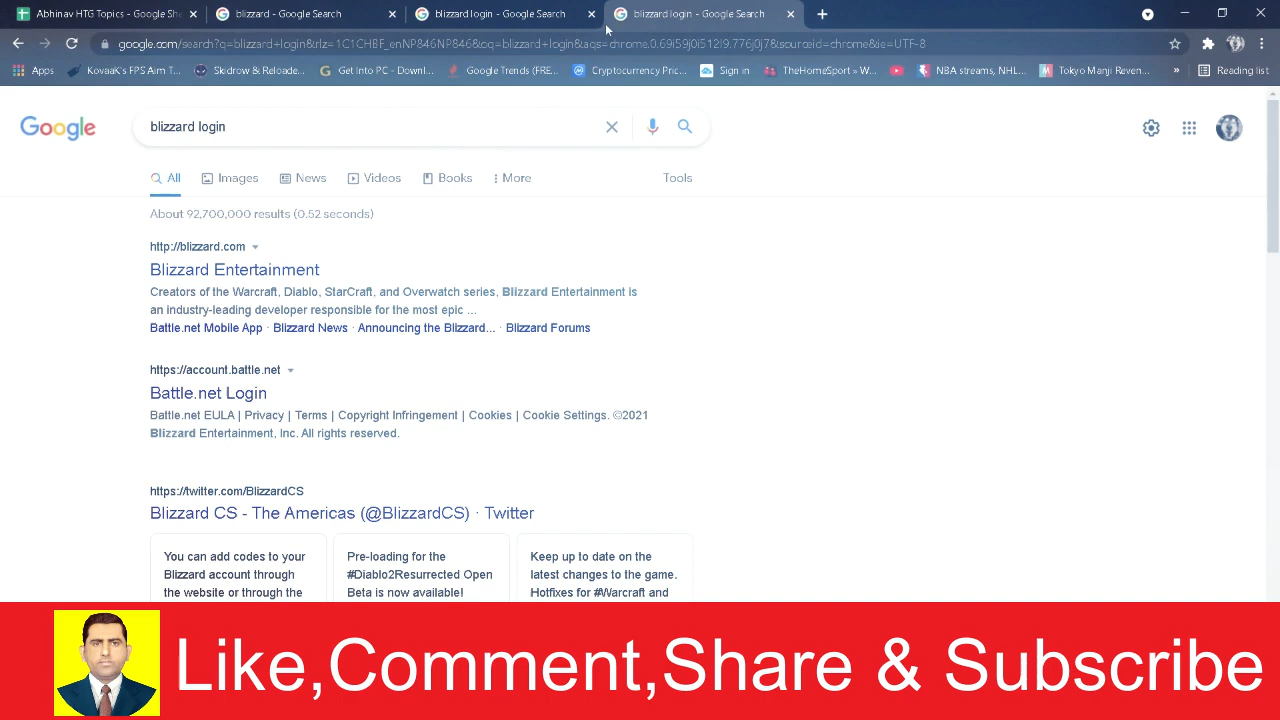 Abhinav HTG Topics - Google She
blizzard - Google Search
blizzard login - Google Search
blizzard login - Google Search
google.com/search?q=blizzard+login&rlz=1C1CHBF_enNP846NP846&oq=blizzard+login&aqs=chrome.0.69i59j0i512l9.776j0j7&sourceid=chrome&ie=UTF-8
Apps
KovaaK's FPS Aim T...
Skidrow & Reloade...
Get Into PC - Downl...
Google Trends (FRE...
Cryptocurrency Pric...
Sign in
TheHomeSport » W...
NBA streams, NHL...
Tokyo Manji Reven...
»
Reading list
Google
blizzard login
All
Images
News
Videos
Books
More
Tools
About 92,700,000 results (0.52 seconds)
http://blizzard.com
Blizzard Entertainment
Creators of the Warcraft, Diablo, StarCraft, and Overwatch series, Blizzard Entertainment is
an industry-leading developer responsible for the most epic ...
Battle.net Mobile App · Blizzard News · Announcing the Blizzard... · Blizzard Forums
https://account.battle.net
Battle.net Login
Battle.net EULA | Privacy | Terms | Copyright Infringement | Cookies | Cookie Settings. ©2021
Blizzard Entertainment, Inc. All rights reserved.
https://twitter.com/BlizzardCS
Blizzard CS - The Americas (@BlizzardCS) · Twitter
You can add codes to your
Blizzard account through
the website or through the
Pre-loading for the
#Diablo2Resurrected Open
Beta is now available!
Keep up to date on the
latest changes to the game.
Hotfixes for #Warcraft and
Like,Comment,Share & Subscribe